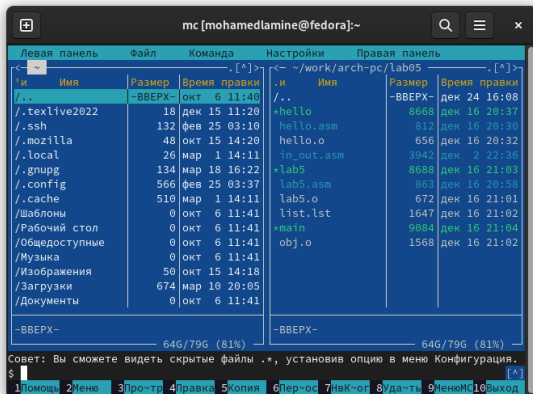 mc [mohamedlamine@fedora]:~
Левая панель Файл Команда Настройки Правая панель
<─ ~ .[^]>
<─ ~/work/arch-pc/lab05 .[^]>
'и Имя Размер Время правки .и Имя Размер Время правки
/.. -ВВЕРХ- окт 6 11:40 /.. -ВВЕРХ- дек 24 16:08
/.texlive2022 18 дек 15 11:20 *hello 8668 дек 16 20:37
/.ssh 132 фев 25 03:10 hello.asm 812 дек 16 20:30
/.mozilla 48 окт 15 14:20 hello.o 656 дек 16 20:32
/.local 26 мар 1 14:11 in_out.asm 3942 дек 2 22:36
/.gnupg 134 мар 18 16:22 *lab5 8688 дек 16 21:03
/.config 566 фев 25 03:37 lab5.asm 863 дек 16 20:58
/.cache 510 мар 1 14:11 lab5.o 672 дек 16 21:01
/Шаблоны 0 окт 6 11:41 list.lst 1647 дек 16 21:02
/Рабочий стол 0 окт 6 11:41 *main 9084 дек 16 21:04
/Общедоступные 0 окт 6 11:41 obj.o 1568 дек 16 21:02
/Музыка 0 окт 6 11:41
/Изображения 50 окт 15 14:18
/Загрузки 674 мар 10 20:05
/Документы 0 окт 6 11:41
-ВВЕРХ- -ВВЕРХ-
64G/79G (81%) 64G/79G (81%)
Совет: Вы сможете видеть скрытые файлы .*, установив опцию в меню Конфигурация.
$ [^]
1Помощь 2Меню 3Про~тр 4Правка 5Копия 6Пер~ос 7НвК~ог 8Уда~ть 9МенюMC 10Выход